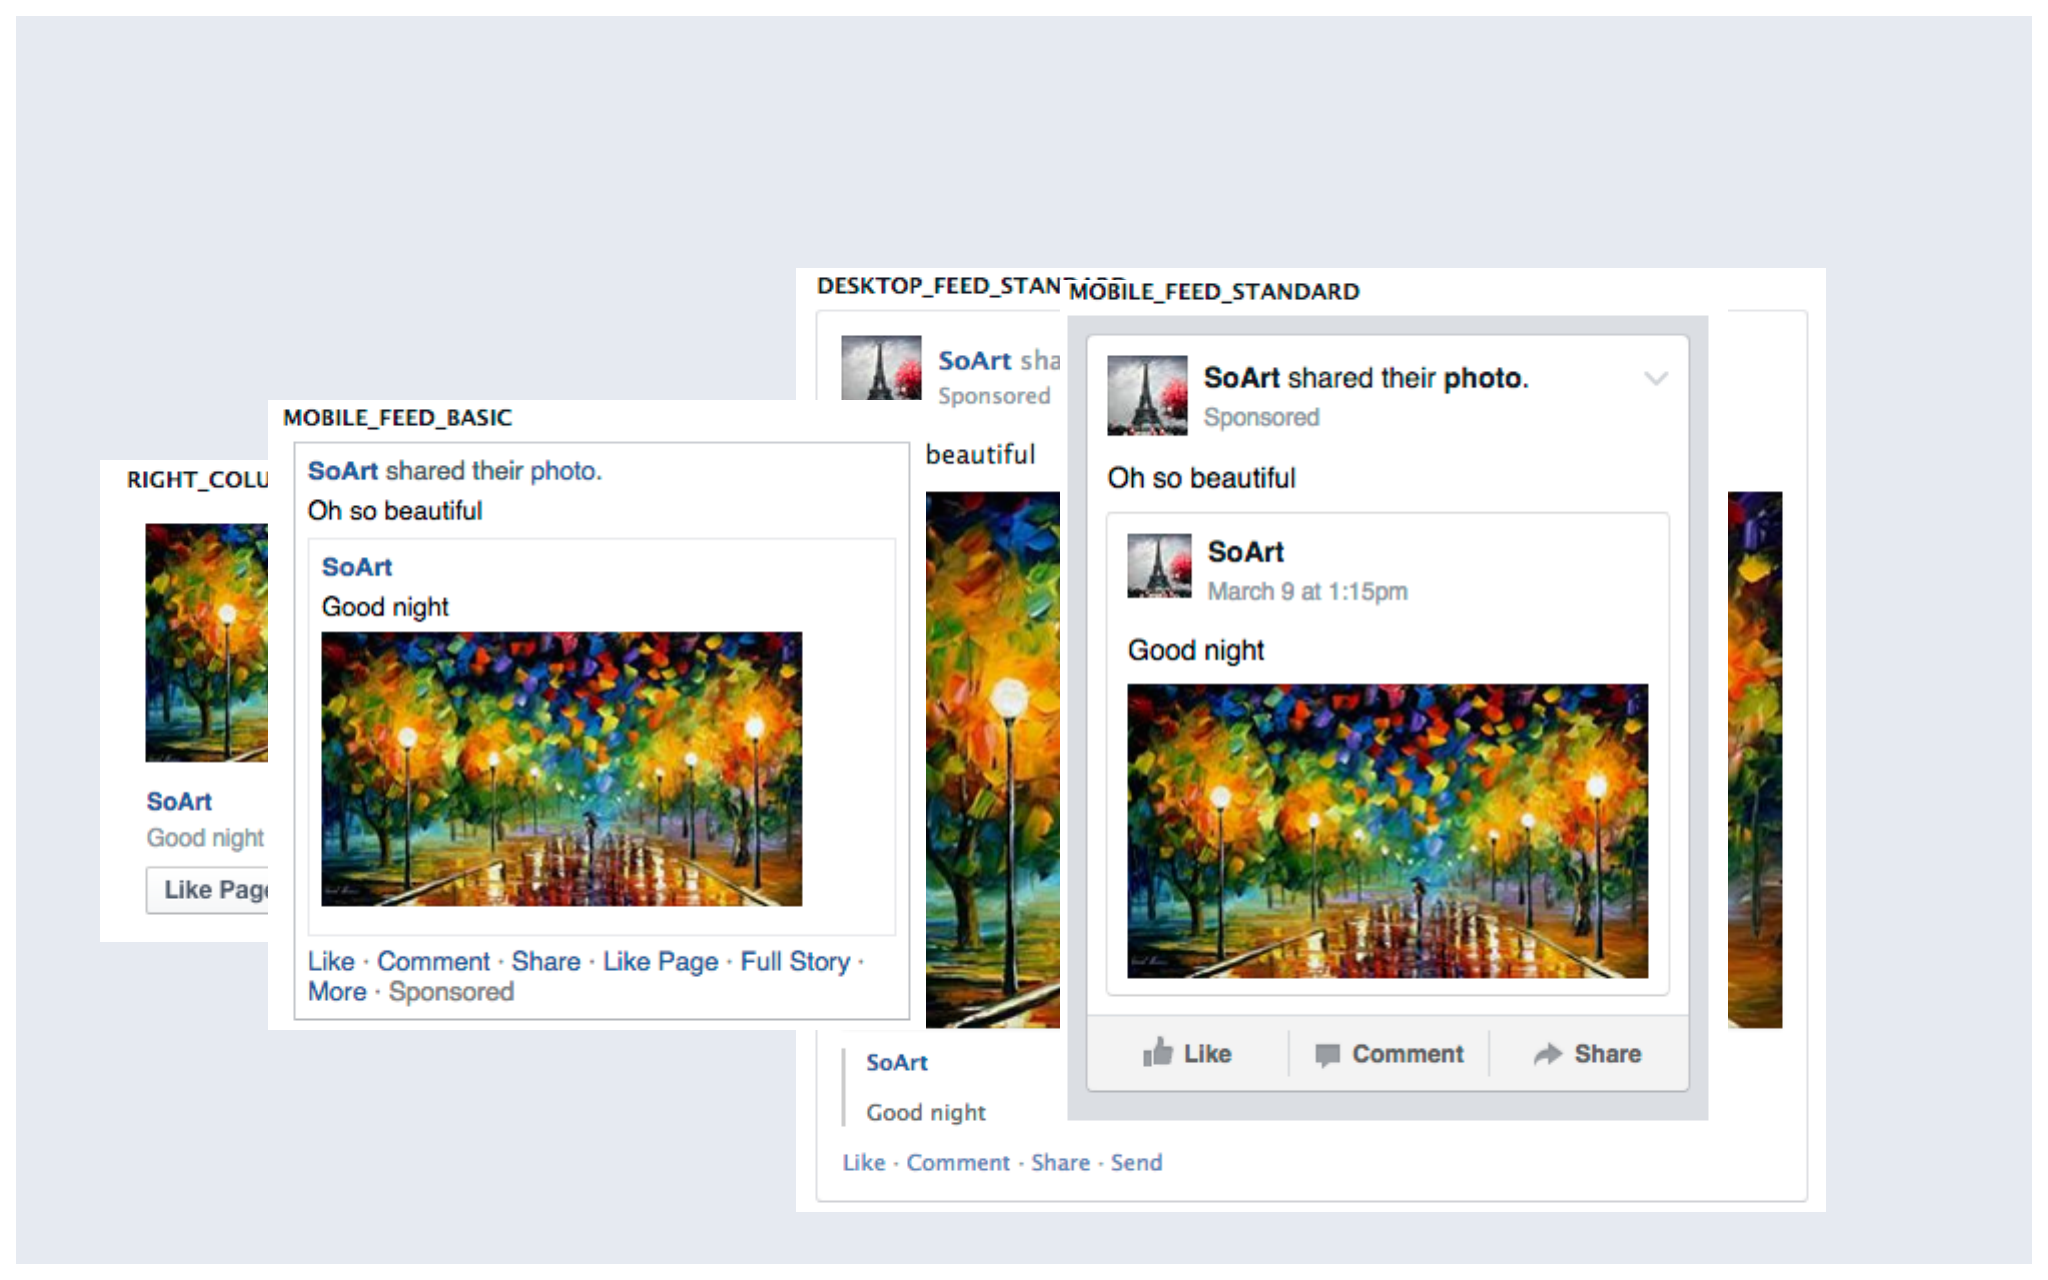 DESKTOP_FEED_STAN
SoArt sha
Sponsored
beautiful
SoArt
Good night
Like · Comment · Share · Send
MOBILE_FEED_STANDARD
SoArt shared their photo.
Sponsored
Oh so beautiful
SoArt
March 9 at 1:15pm
Good night
Like
Comment
Share
MOBILE_FEED_BASIC
SoArt shared their photo.
Oh so beautiful
SoArt
Good night
Like · Comment · Share · Like Page · Full Story ·
More · Sponsored
RIGHT_COLU
SoArt
Good night
Like Page